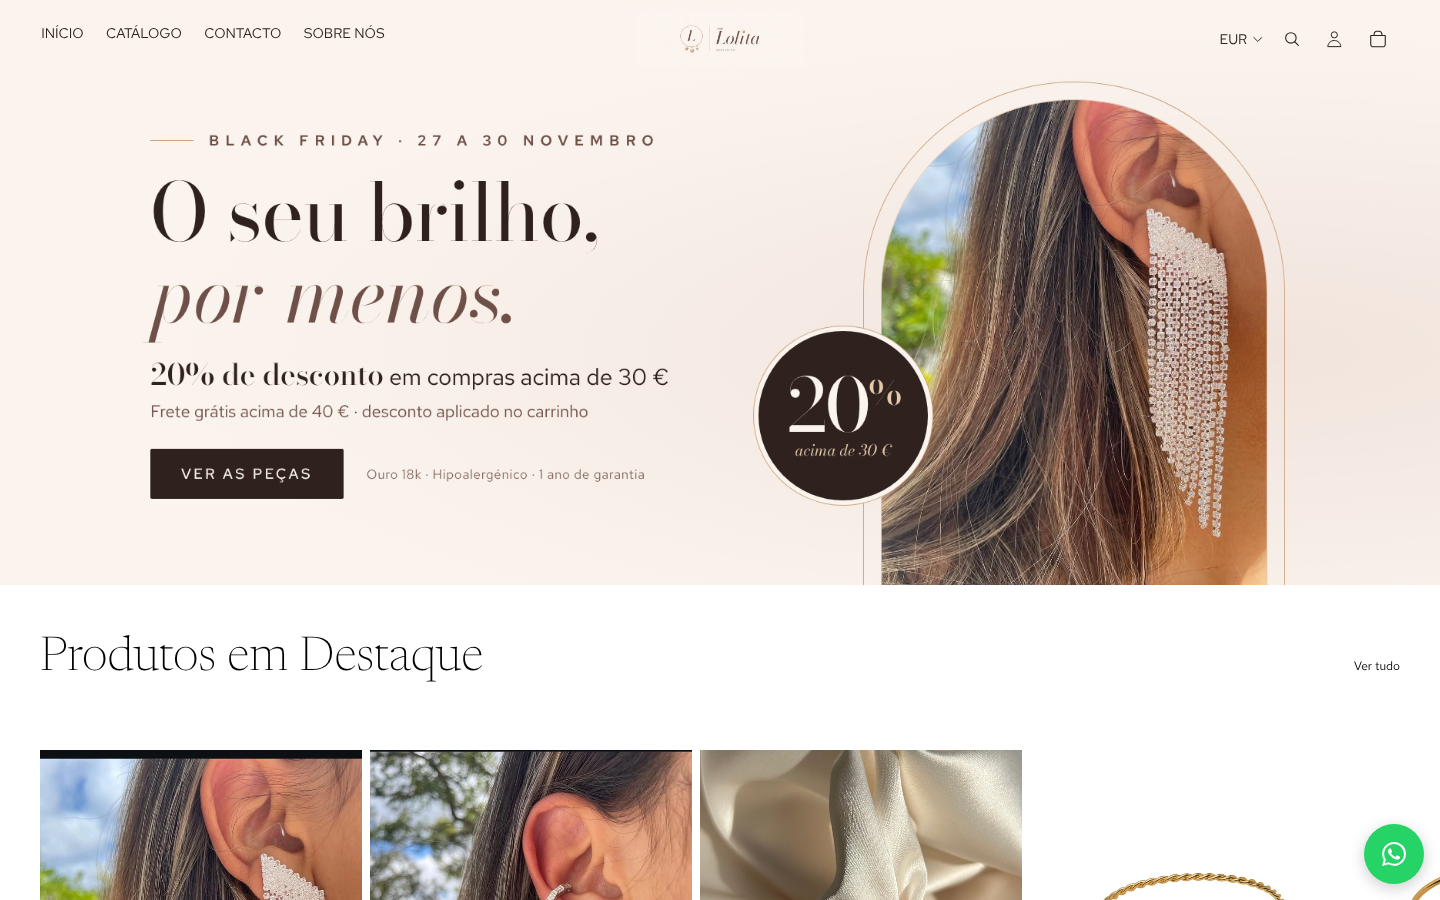 INÍCIO CATÁLOGO CONTACTO SOBRE NÓS
L Lolita
EUR
BLACK FRIDAY · 27 A 30 NOVEMBRO
O seu brilho,
por menos.
20% de desconto em compras acima de 30 €
Frete grátis acima de 40 € · desconto aplicado no carrinho
VER AS PEÇAS
Ouro 18k · Hipoalergénico · 1 ano de garantia
20%
acima de 30 €
Produtos em Destaque
Ver tudo